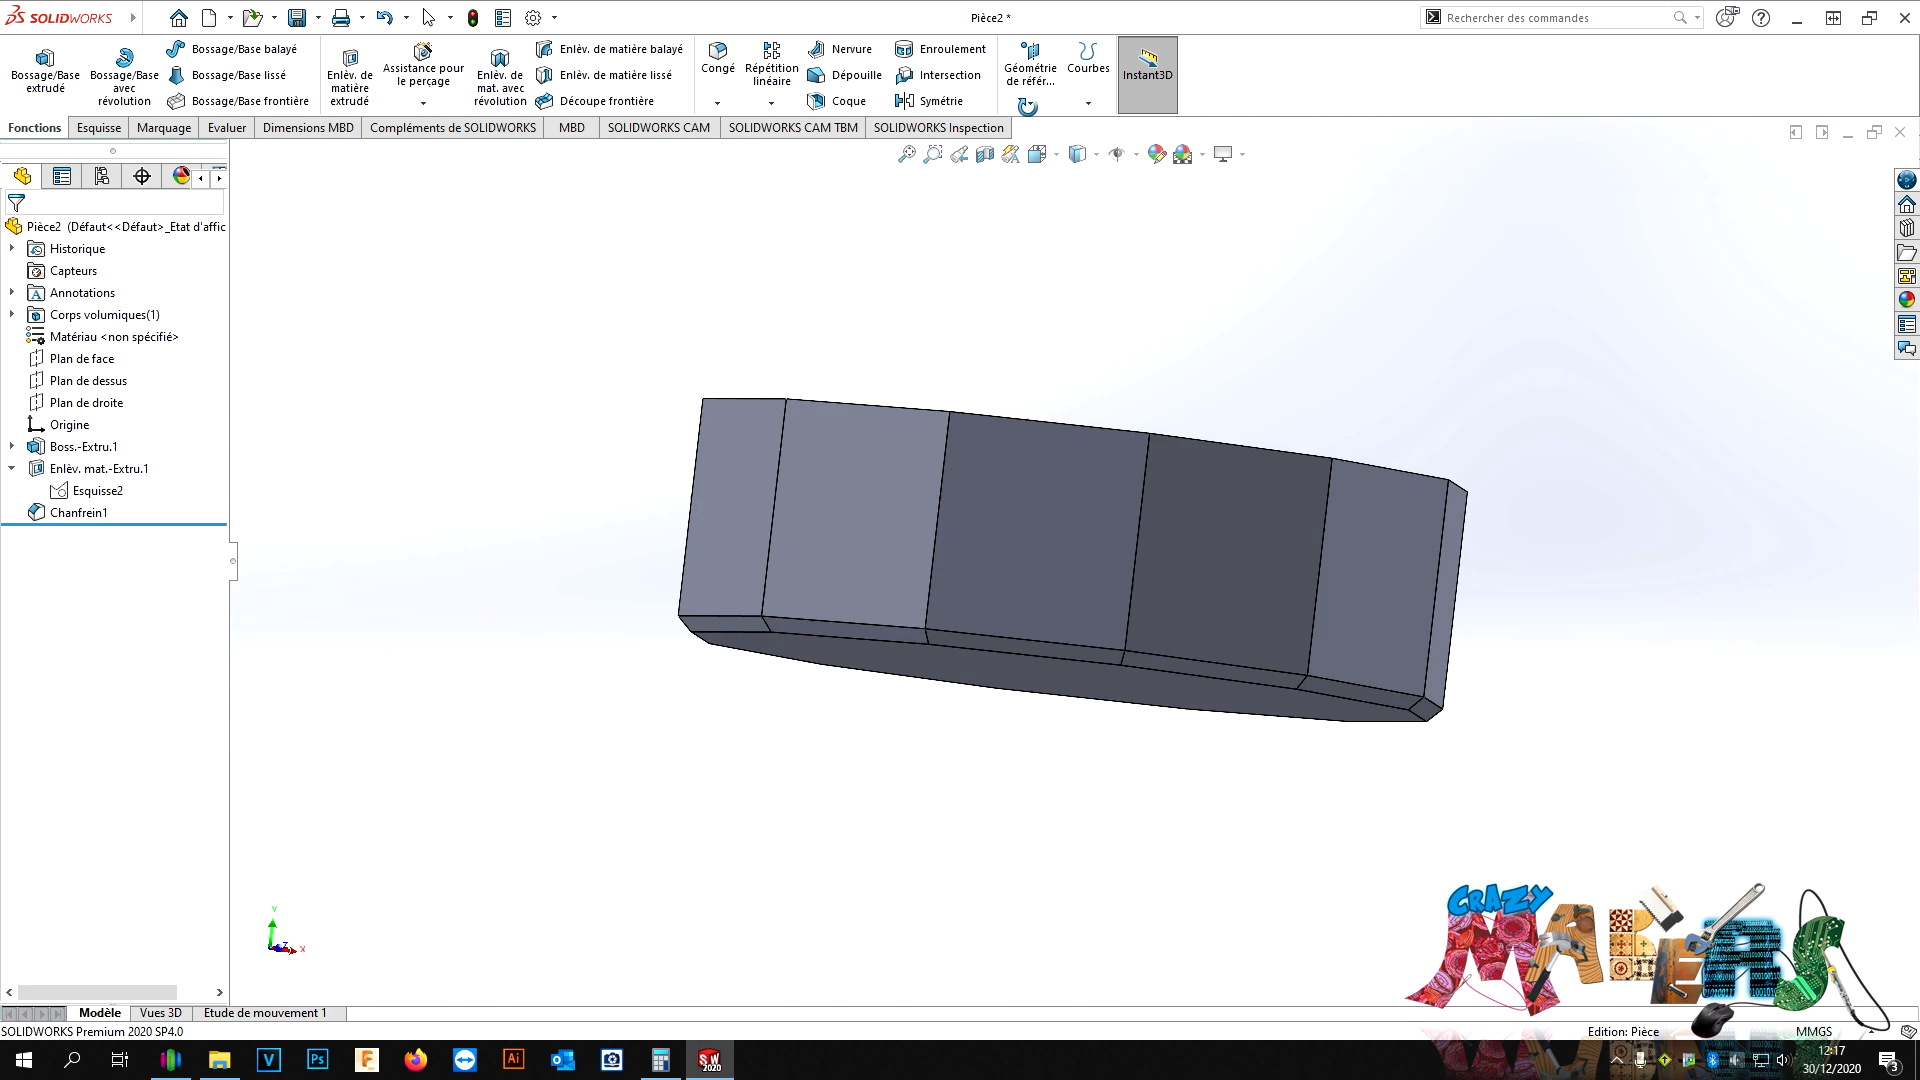 SOLIDWORKS
Pièce2 *
Rechercher des commandes
Bossage/Base extrudé
Bossage/Base avec révolution
Bossage/Base balayé
Bossage/Base lissé
Bossage/Base frontière
Enlèv. de matière extrudé
Assistance pour le perçage
Enlèv. de mat. avec révolution
Enlèv. de matière balayé
Enlèv. de matière lissé
Découpe frontière
Congé
Répétition linéaire
Nervure
Dépouille
Coque
Enroulement
Intersection
Symétrie
Géométrie de référ...
Courbes
Instant3D
Fonctions
Esquisse
Marquage
Evaluer
Dimensions MBD
Compléments de SOLIDWORKS
MBD
SOLIDWORKS CAM
SOLIDWORKS CAM TBM
SOLIDWORKS Inspection
Pièce2 (Défaut<<Défaut>_Etat d'affic
Historique
Capteurs
Annotations
Corps volumiques(1)
Matériau <non spécifié>
Plan de face
Plan de dessus
Plan de droite
Origine
Boss.-Extru.1
Enlèv. mat.-Extru.1
Esquisse2
Chanfrein1
Y
Z
X
CRAZY
MAKERS
Modèle
Vues 3D
Etude de mouvement 1
SOLIDWORKS Premium 2020 SP4.0
Edition: Pièce
MMGS
V
Ps
F
Ai
SW
2020
12:17
30/12/2020
3